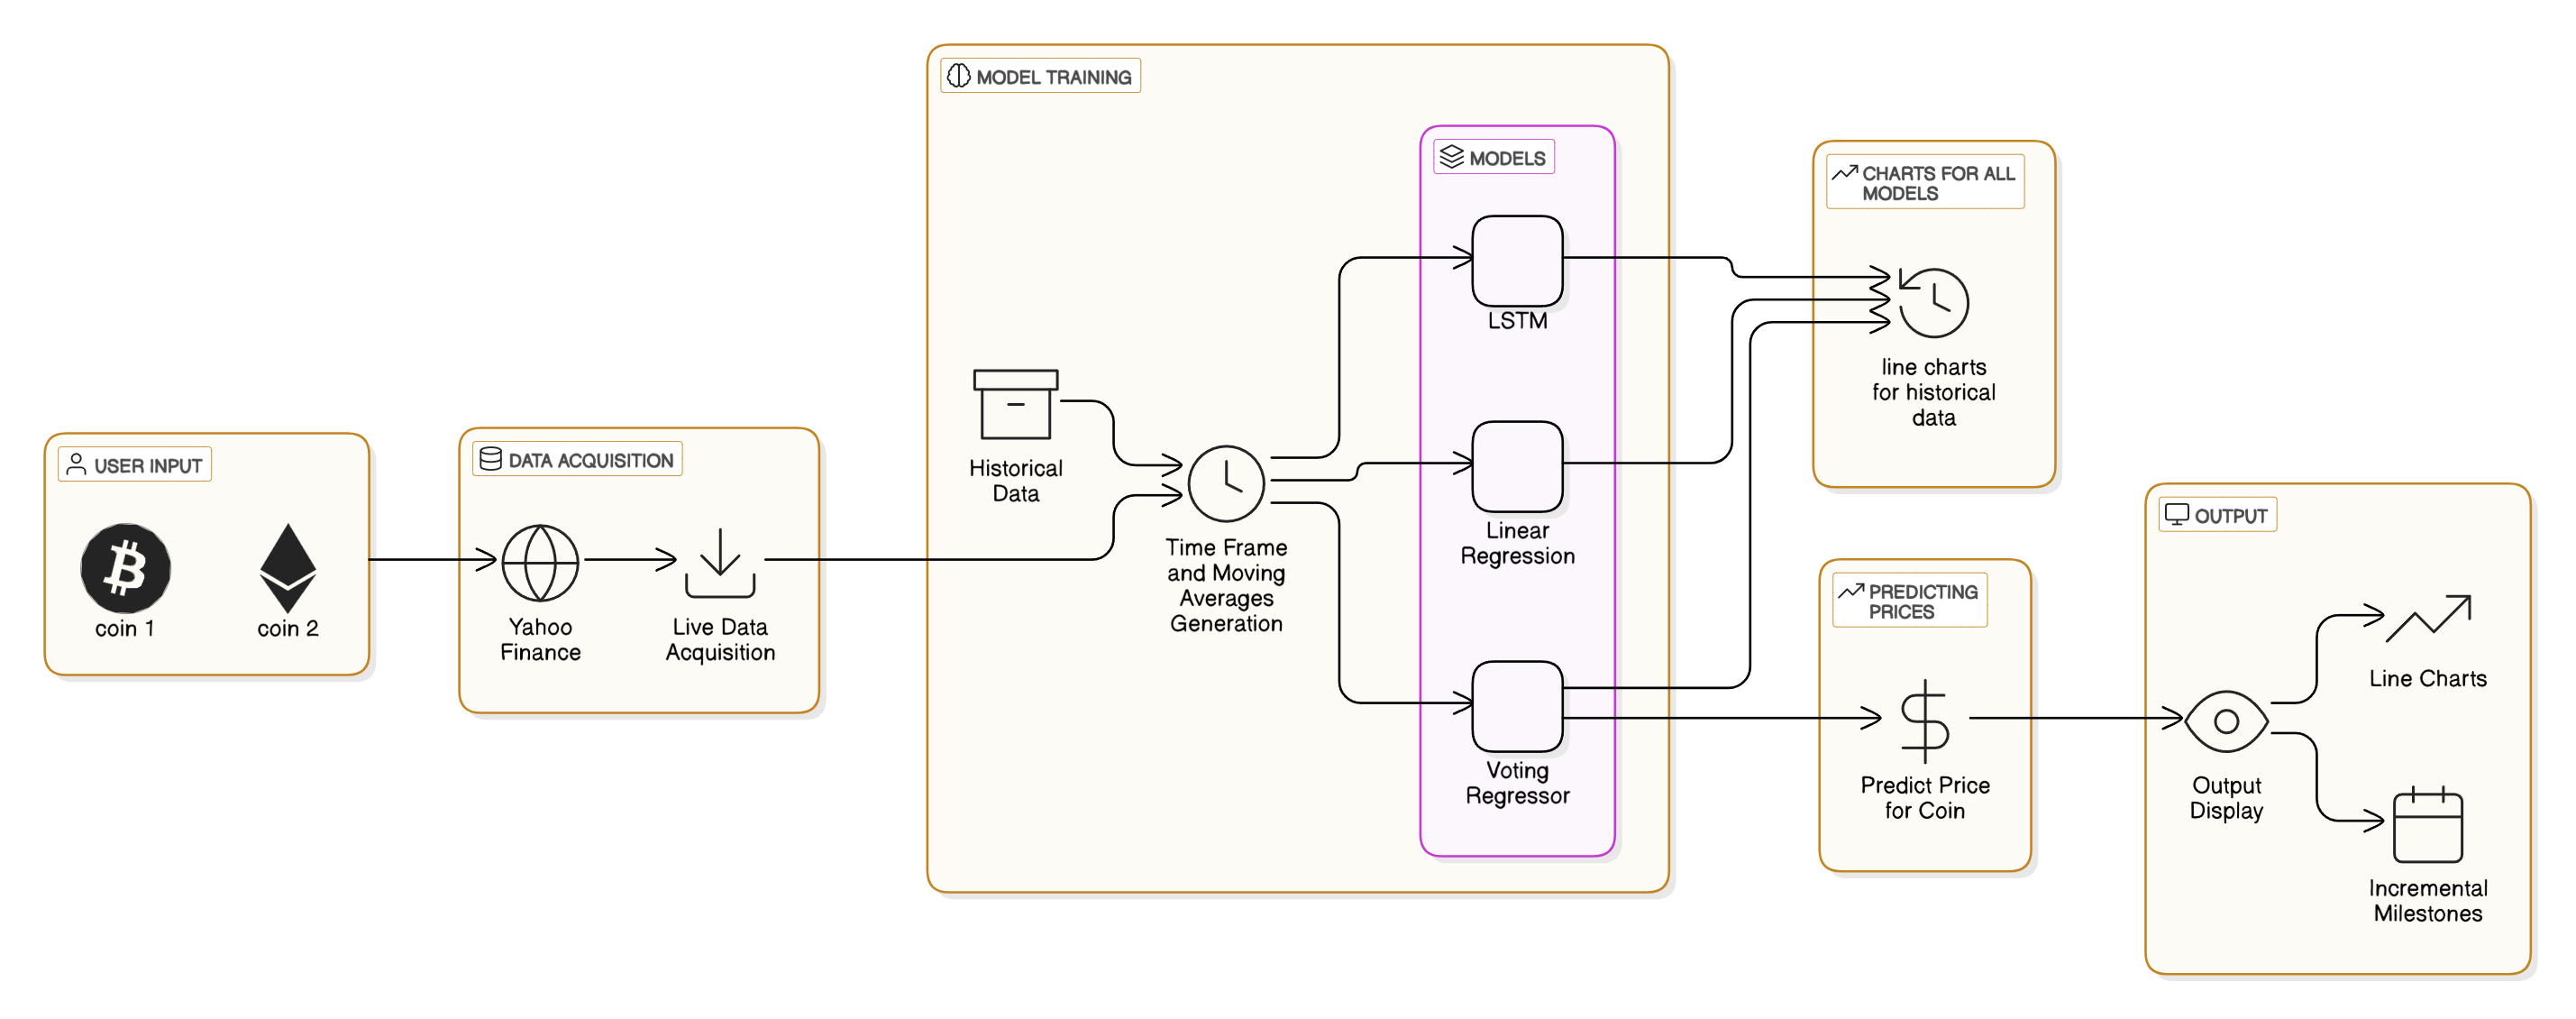 MODEL TRAINING
MODELS
CHARTS FOR ALL
MODELS
LSTM
line charts
for historical
data
Historical
Data
USER INPUT
coin 1
coin 2
DATA ACQUISITION
Yahoo
Finance
Live Data
Acquisition
Time Frame
and Moving
Averages
Generation
Linear
Regression
Voting
Regressor
PREDICTING
PRICES
Predict Price
for Coin
OUTPUT
Output
Display
Line Charts
Incremental
Milestones